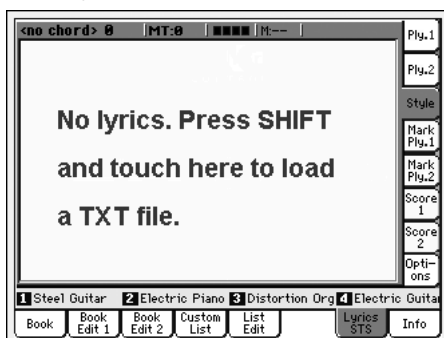 <no chord> 0 |MT:0 | M:-- |
No lyrics. Press SHIFT
and touch here to load
a TXT file.
Ply.1
Ply.2
Style
Mark
Ply.1
Mark
Ply.2
Score
1
Score
2
Opti-
ons
1 Steel Guitar 2 Electric Piano 3 Distortion Org 4 Electric Guita
Book
Book
Edit 1
Book
Edit 2
Custom
List
List
Edit
Lyrics
STS
Info